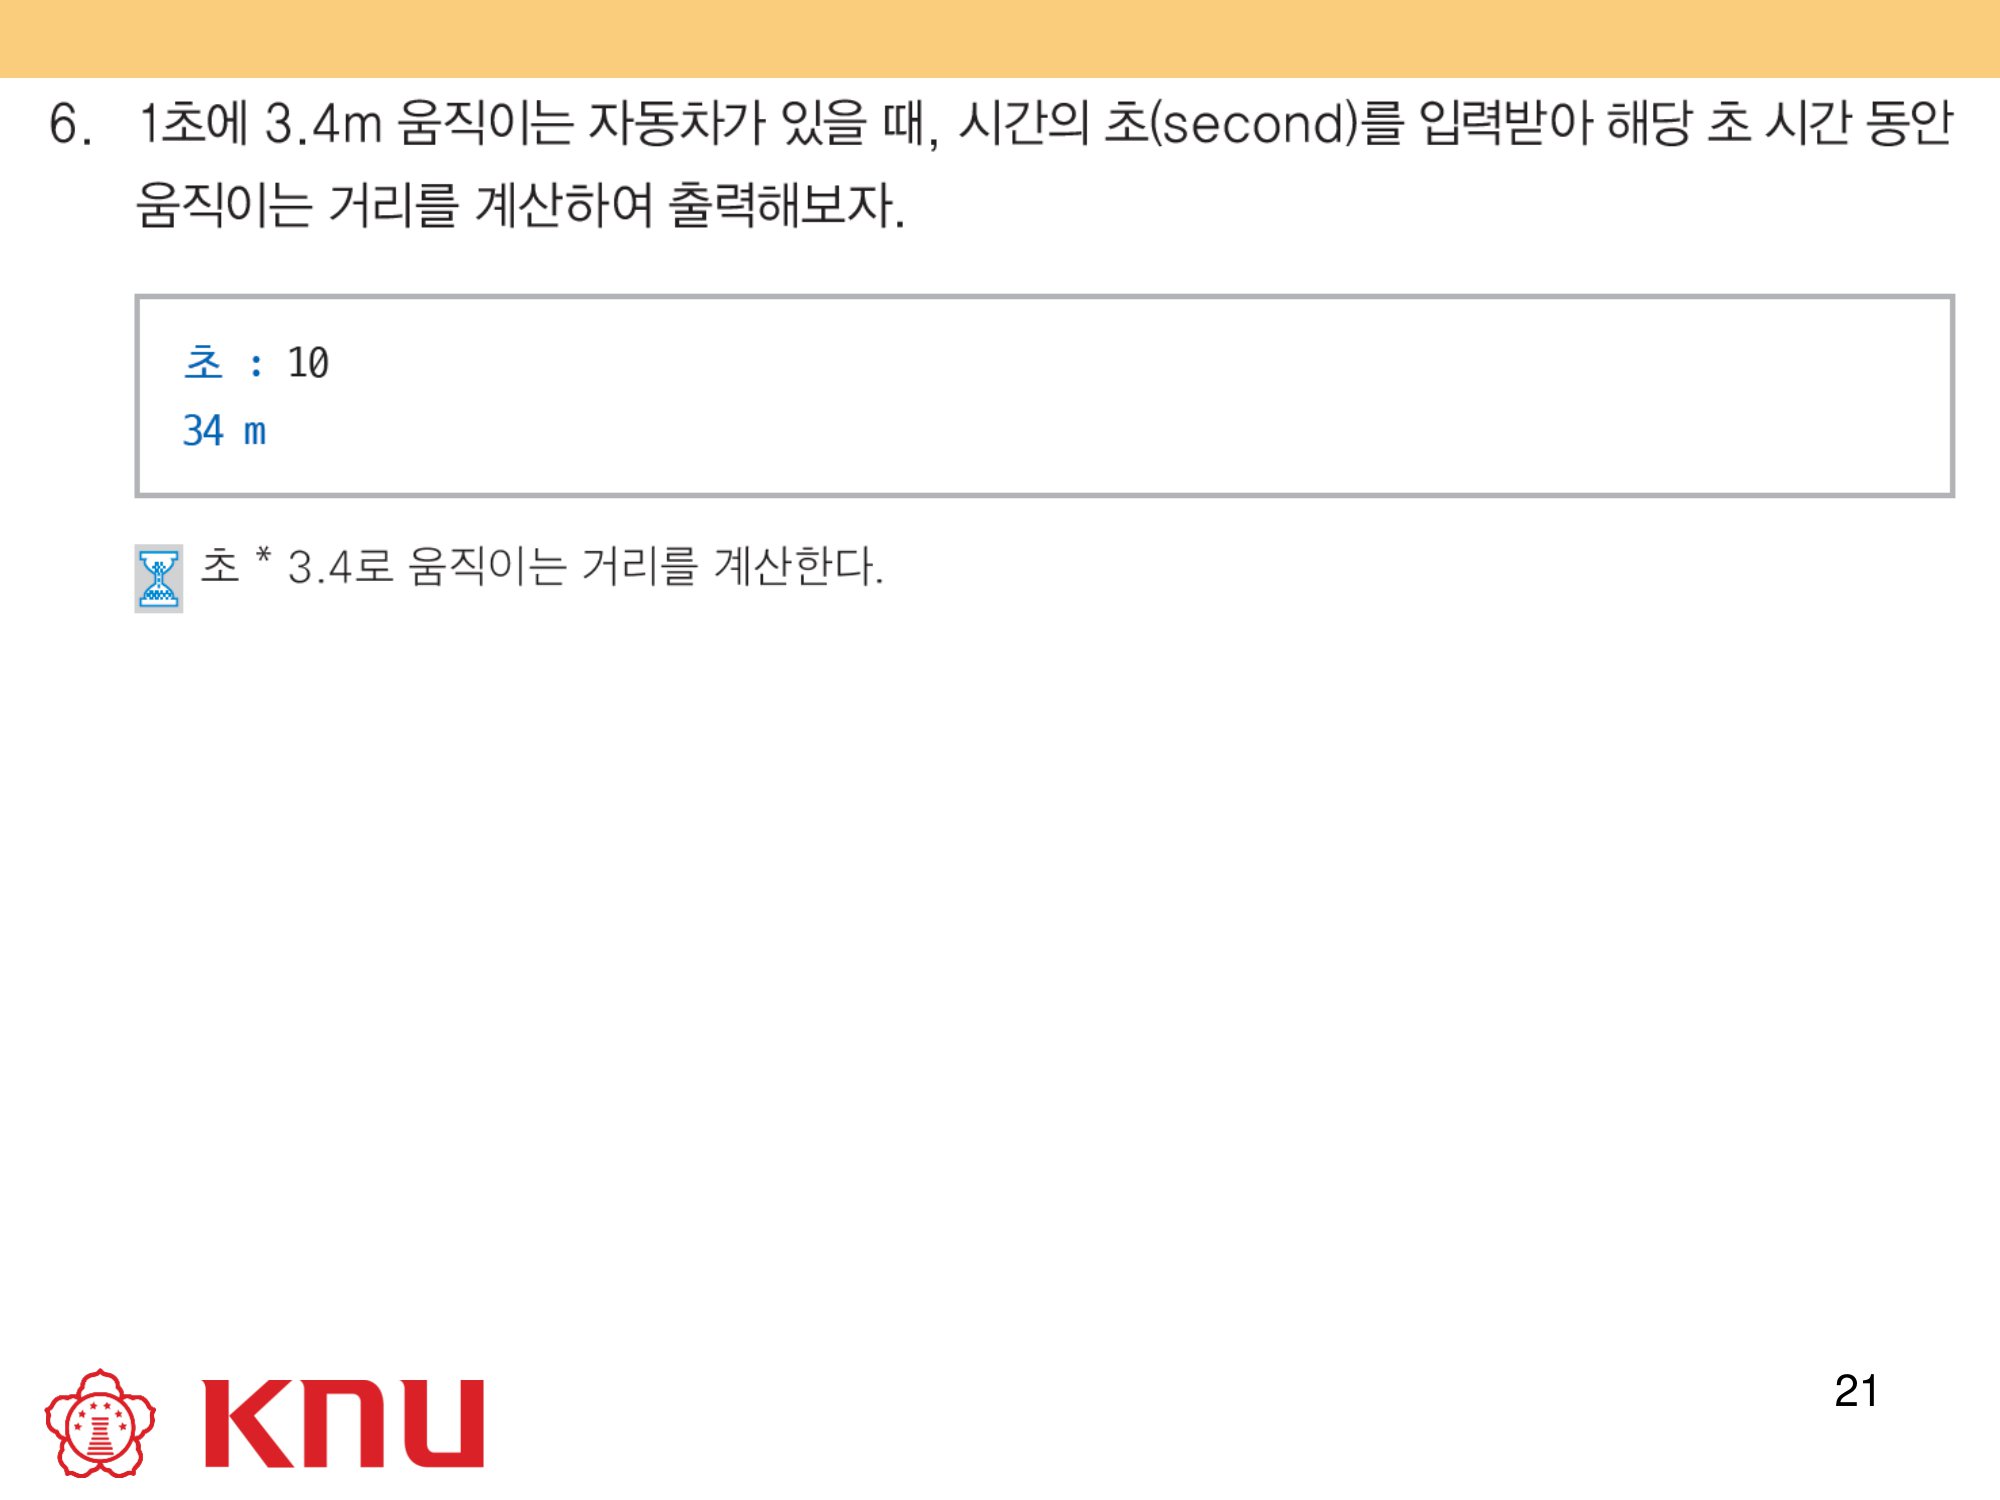 6. 1초에 3.4m 움직이는 자동차가 있을 때, 시간의 초(second)를 입력받아 해당 초 시간 동안
움직이는 거리를 계산하여 출력해보자.
초 : 10
34 m
초 * 3.4로 움직이는 거리를 계산한다.
KNU
21